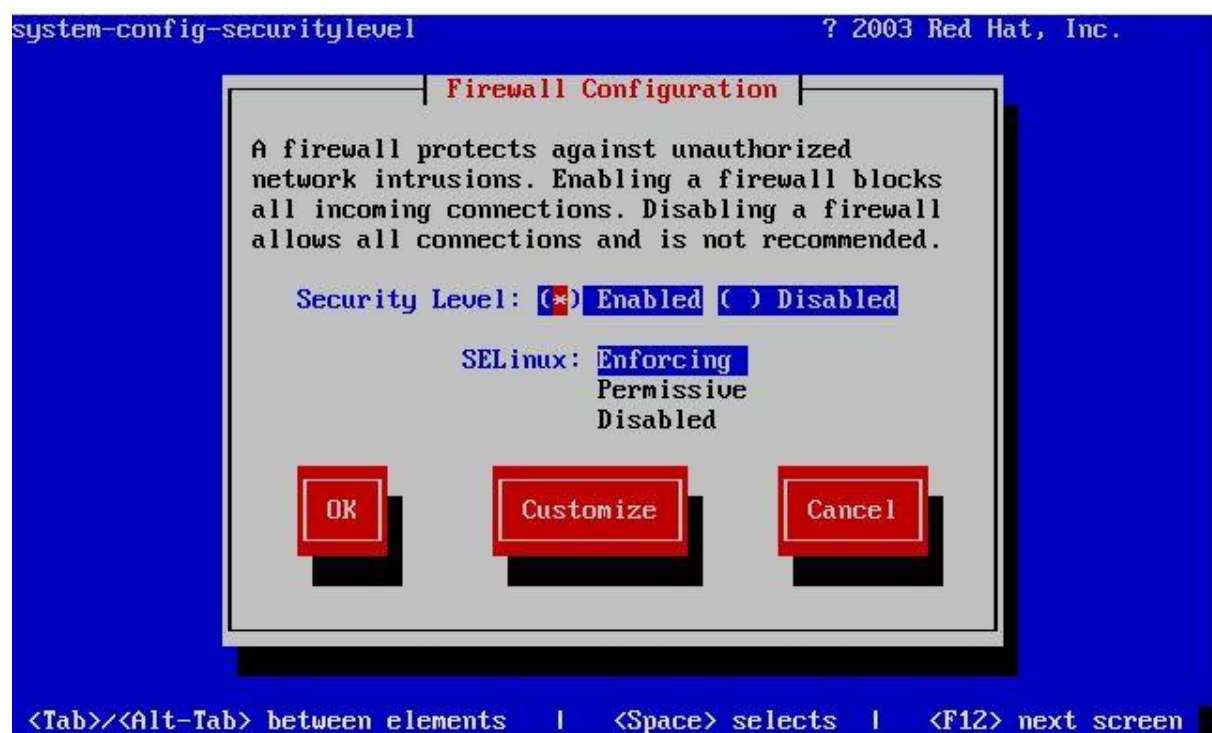 system-config-securitylevel ? 2003 Red Hat, Inc.
Firewall Configuration
A firewall protects against unauthorized
network intrusions. Enabling a firewall blocks
all incoming connections. Disabling a firewall
allows all connections and is not recommended.
Security Level: (*) Enabled ( ) Disabled
SELinux: Enforcing
Permissive
Disabled
OK Customize Cancel
<Tab>/<Alt-Tab> between elements | <Space> selects | <F12> next screen